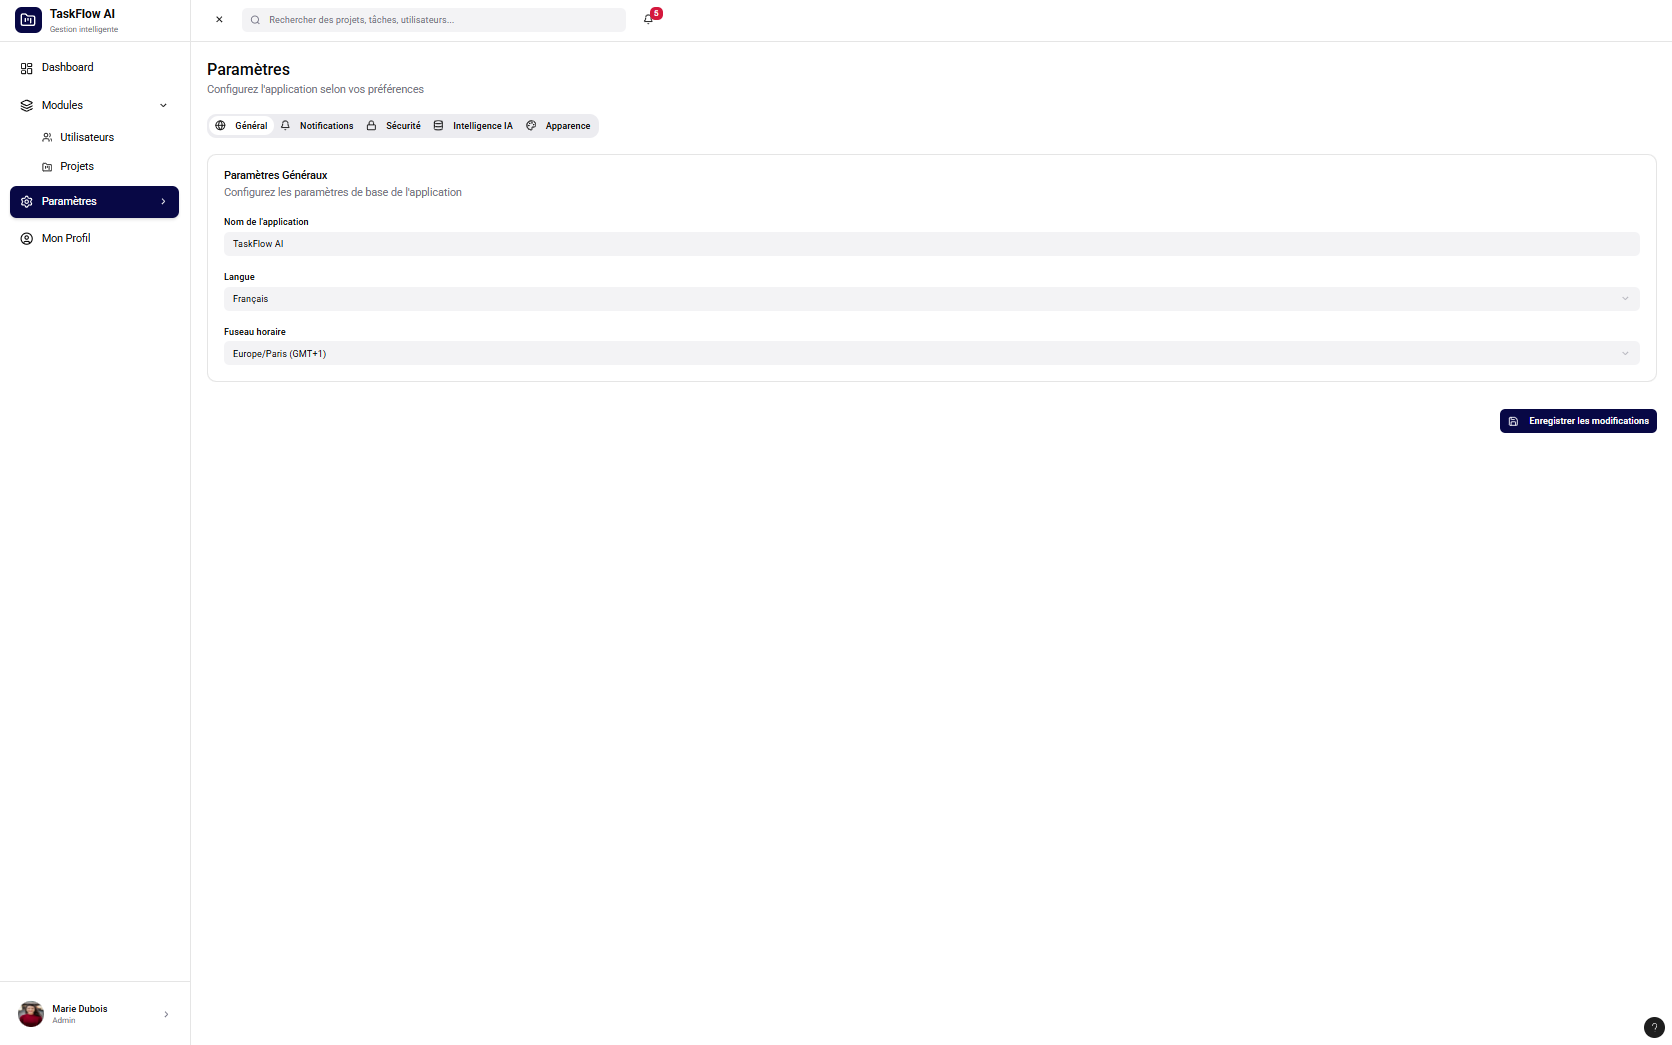 TaskFlow AI
Gestion intelligente
Rechercher des projets, tâches, utilisateurs...
5
Dashboard
Modules
Utilisateurs
Projets
Paramètres
Mon Profil
Paramètres
Configurez l'application selon vos préférences
Général
Notifications
Sécurité
Intelligence IA
Apparence
Paramètres Généraux
Configurez les paramètres de base de l'application
Nom de l'application
TaskFlow AI
Langue
Français
Fuseau horaire
Europe/Paris (GMT+1)
Enregistrer les modifications
Marie Dubois
Admin
?